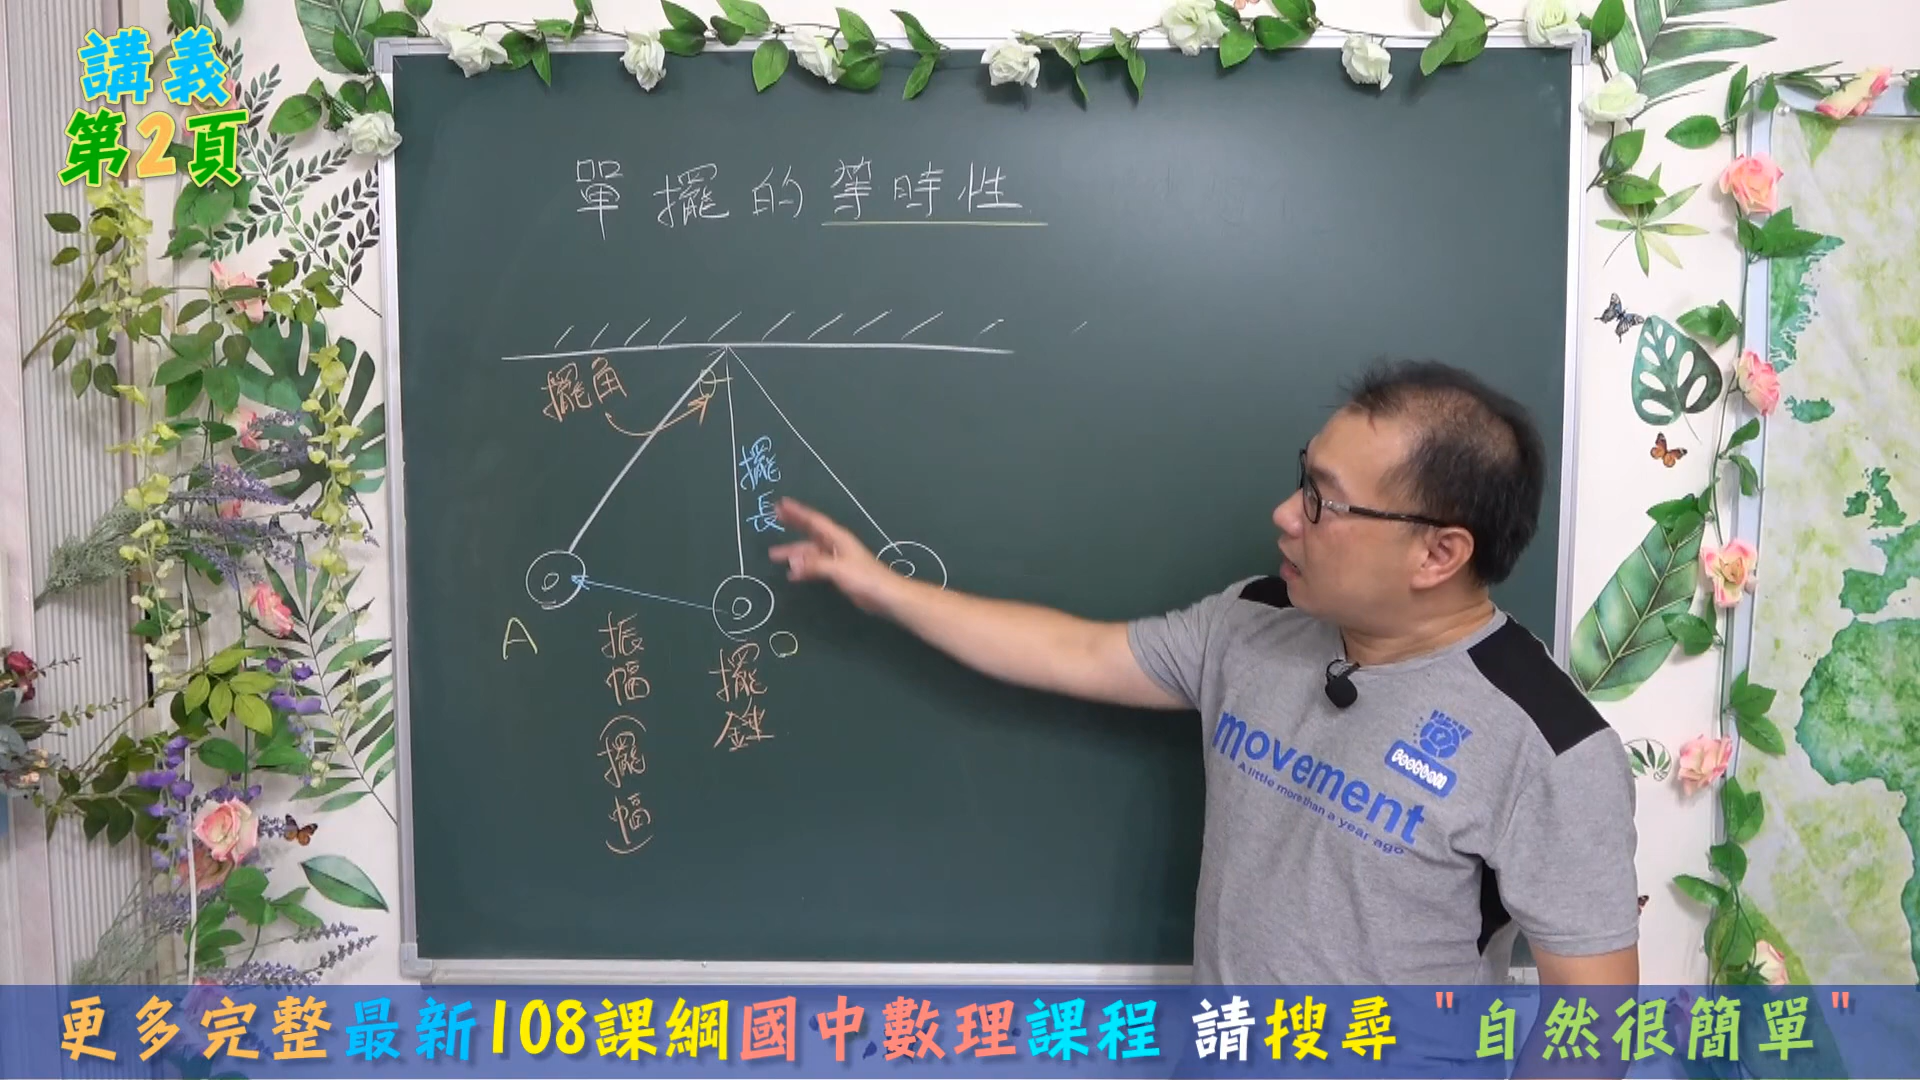 講義
第2頁
單擺的等時性
擺角
擺長
A
O
振幅(擺幅)
擺錘
movement
A little more than a year ago
更多完整最新108課綱國中數理課程 請搜尋 "自然很簡單"